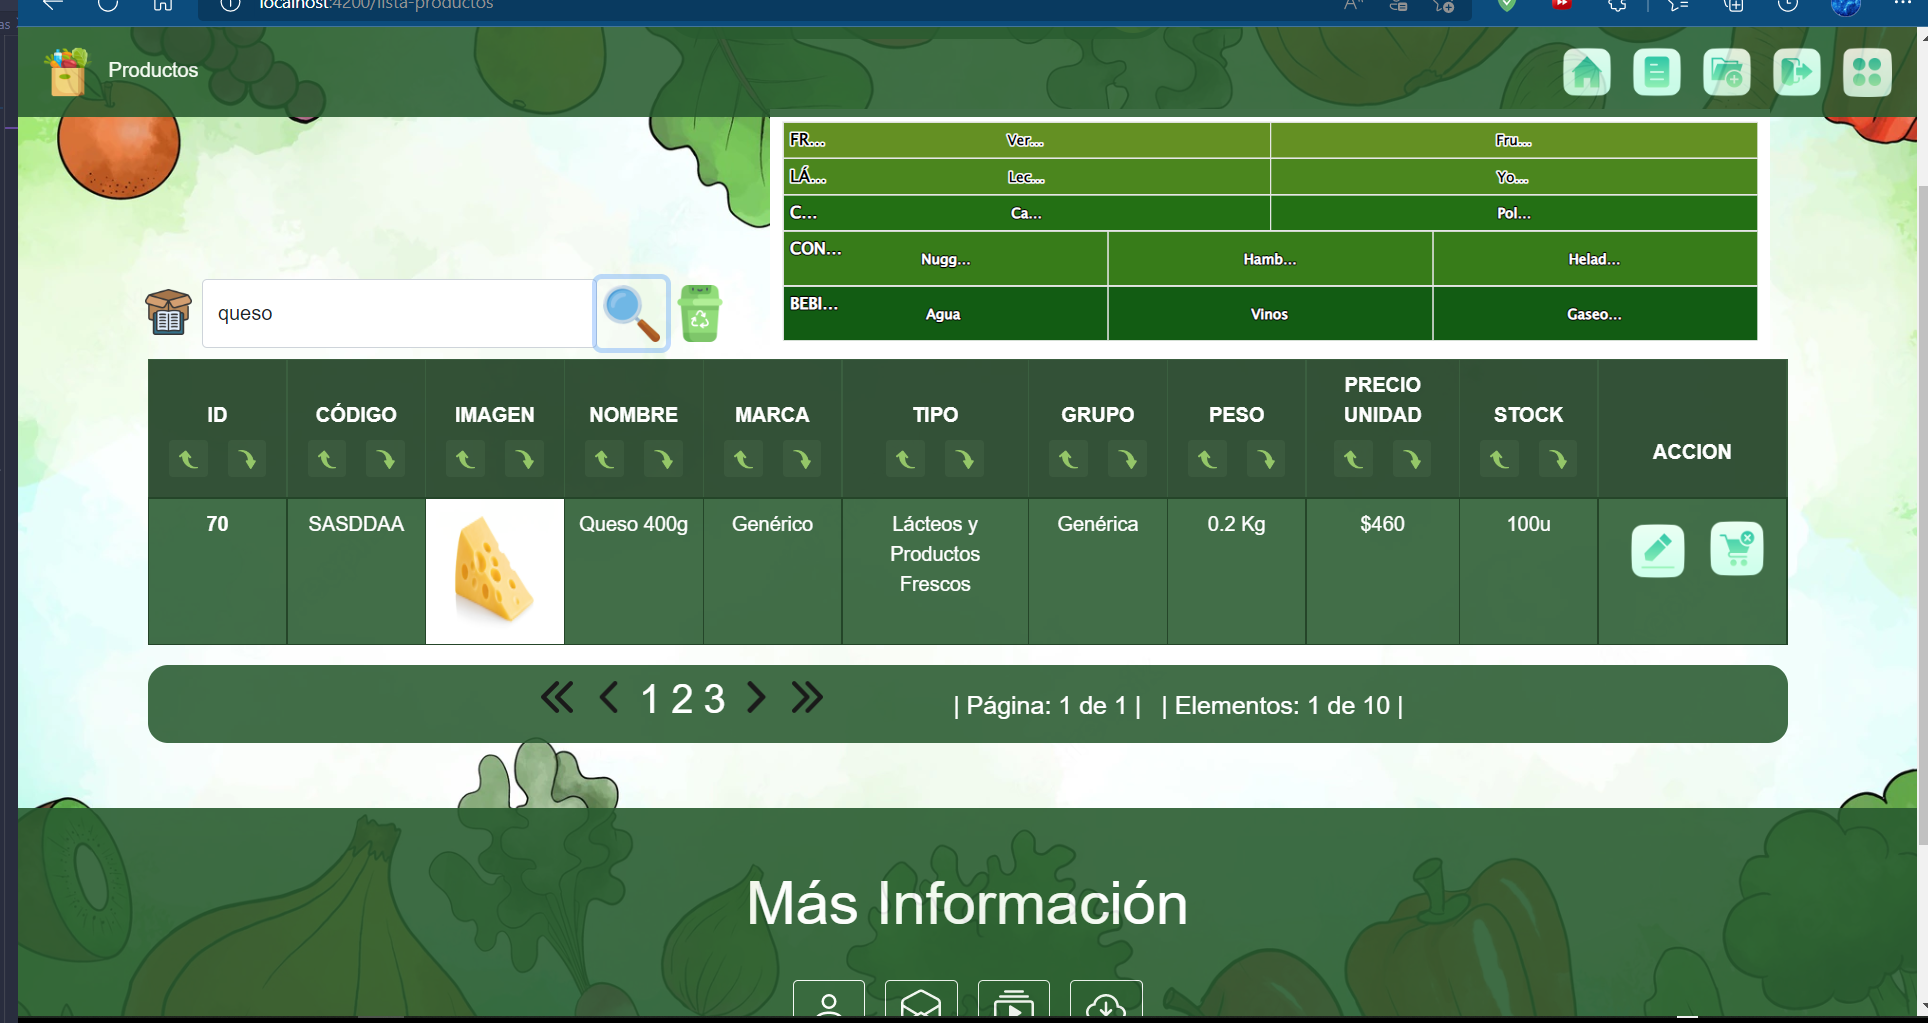 localhost:4200/lista-productos
Productos
FR... Ver... Fru...
LÁ... Lec... Yo...
C... Ca... Pol...
CON... Nugg... Hamb... Helad...
BEBI... Agua Vinos Gaseo...
queso
ID CÓDIGO IMAGEN NOMBRE MARCA TIPO GRUPO PESO PRECIO UNIDAD STOCK ACCION
70 SASDDAA Queso 400g Genérico Lácteos y Productos Frescos Genérica 0.2 Kg $460 100u
1 2 3 | Página: 1 de 1 | | Elementos: 1 de 10 |
Más Información